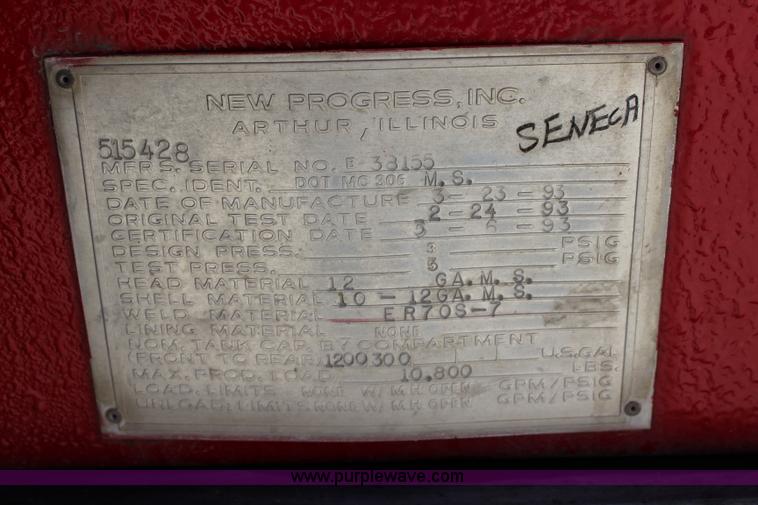 NEW PROGRESS, INC.
ARTHUR, ILLINOIS
SENECA
515428
MFR'S. SERIAL NO. E 38155
SPEC. IDENT. DOT MC 306 M.S.
DATE OF MANUFACTURE 3-23-93
ORIGINAL TEST DATE 2-24-93
CERTIFICATION DATE 3-6-93
DESIGN PRESS. 3 PSIG
TEST PRESS. 3 PSIG
HEAD MATERIAL 12 GA. M. S.
SHELL MATERIAL 10-12GA. M. S.
WELD MATERIAL ER70S-7
LINING MATERIAL NONE
NOM. TANK CAP. BY COMPARTMENT
(FRONT TO REAR) 1200 300 U.S. GAL.
MAX. PROD. LOAD 10,800 LBS.
LOAD. LIMITS NONE W/ MH OPEN GPM/PSIG
UNLOAD. LIMITS NONE W/ MH OPEN GPM/PSIG
www.purplewave.com